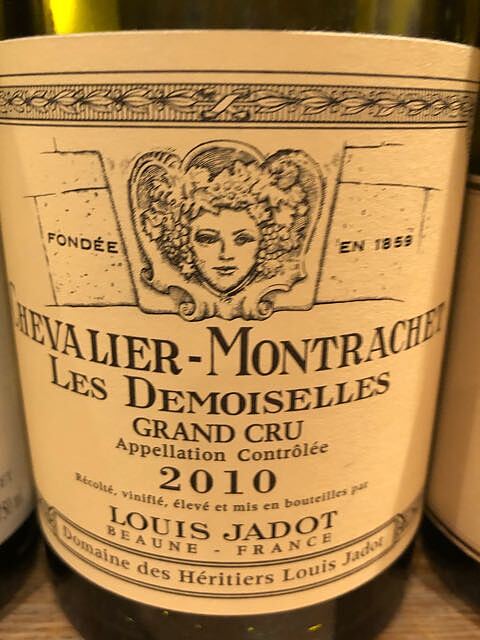 FONDÉE EN 1859
CHEVALIER-MONTRACHET
LES DEMOISELLES
GRAND CRU
Appellation Contrôlée
2010
Récolté, vinifié, élevé et mis en bouteilles par
LOUIS JADOT
BEAUNE - FRANCE
Domaine des Héritiers Louis Jadot